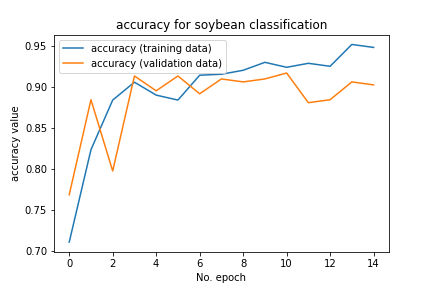 accuracy for soybean classification
accuracy (training data)
accuracy (validation data)
accuracy value
0.95
0.90
0.85
0.80
0.75
0.70
0 2 4 6 8 10 12 14
No. epoch